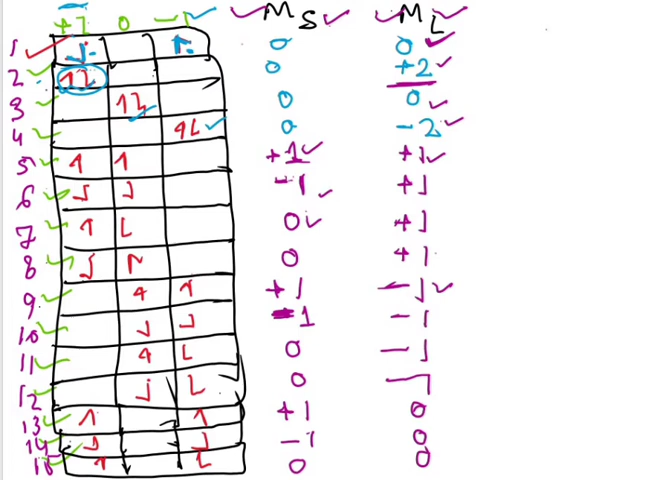 +1 0 -1 ✓ ✓ M_S ✓ ✓ M_L ✓
1 ↓ ↑ 0 0 ✓
2 ↑↓ 0 +2 ✓
3 ↑↓ 0 0 ✓
4 ↑↓ ✓ 0 -2 ✓
5 ↑ ↑ +1 ✓ +1 ✓
6 ↓ ↓ -1 ✓ +1
7 ↑ ↓ 0 ✓ +1
8 ↓ ↑ 0 +1
9 ↑ ↑ +1 -1 ✓
10 ↓ ↓ -1 -1
11 ↑ ↓ 0 -1
12 ↓ ↓ 0 -1
13 ↑ ↑ +1 0
14 ↓ ↓ -1 0
15 ↑ ↓ 0 0